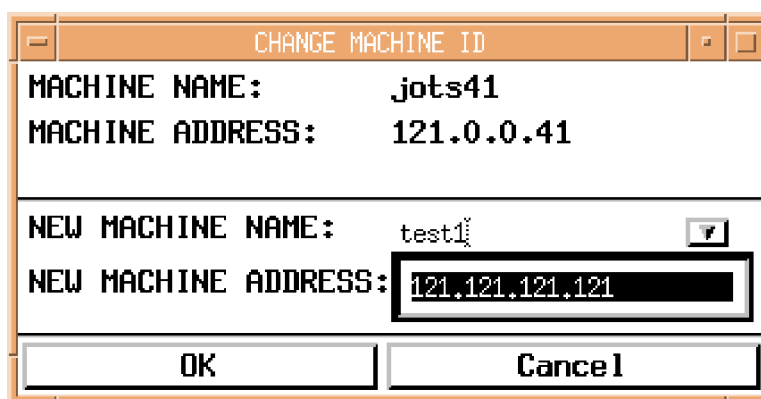 CHANGE MACHINE ID
MACHINE NAME: jots41
MACHINE ADDRESS: 121.0.0.41
NEW MACHINE NAME: test1
NEW MACHINE ADDRESS: 121.121.121.121
OK Cancel